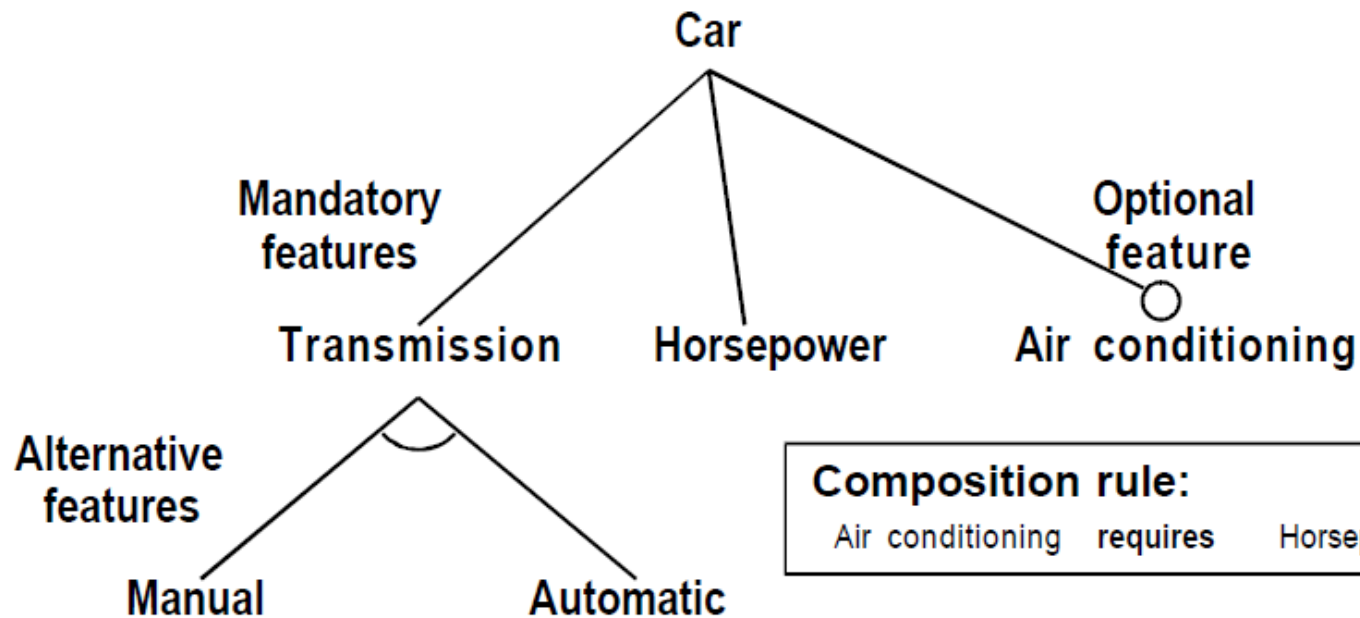 Car
Mandatory
features
Optional
feature
Transmission
Horsepower
Air conditioning
Alternative
features
Manual
Automatic
Composition rule:
Air conditioning requires